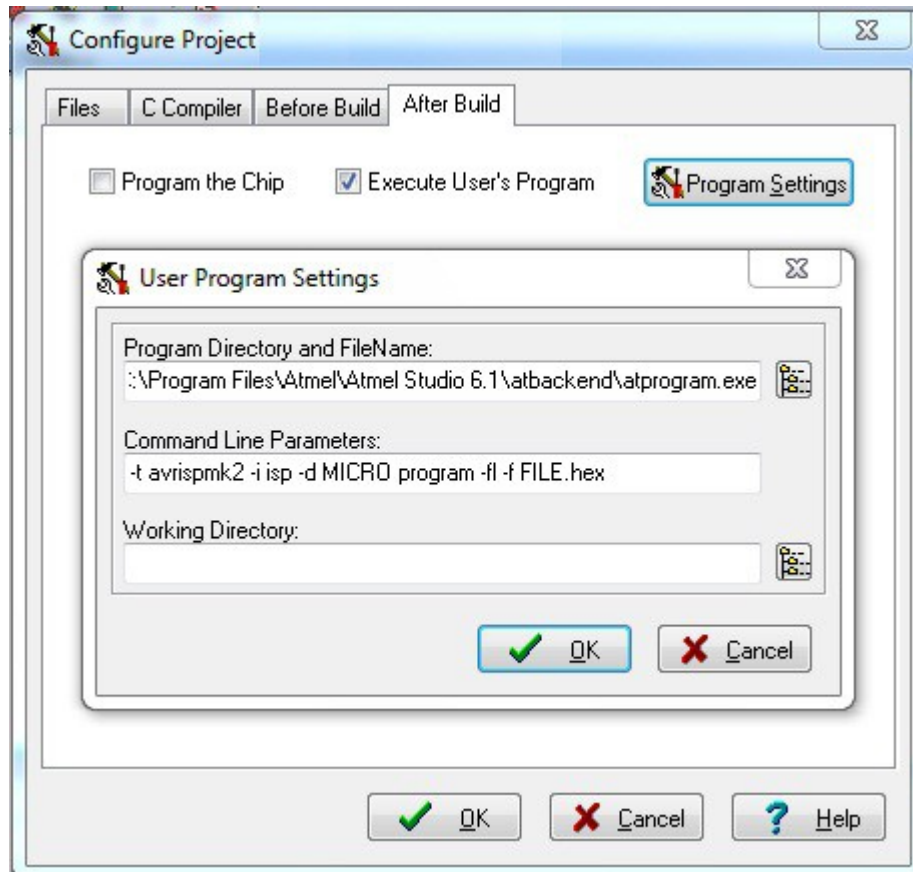 Configure Project
Files C Compiler Before Build After Build
Program the Chip Execute User's Program Program Settings
User Program Settings
Program Directory and FileName:
:\Program Files\Atmel\Atmel Studio 6.1\atbackend\atprogram.exe
Command Line Parameters:
-t avrispmk2 -i isp -d MICRO program -fl -f FILE.hex
Working Directory:
OK Cancel
OK Cancel Help